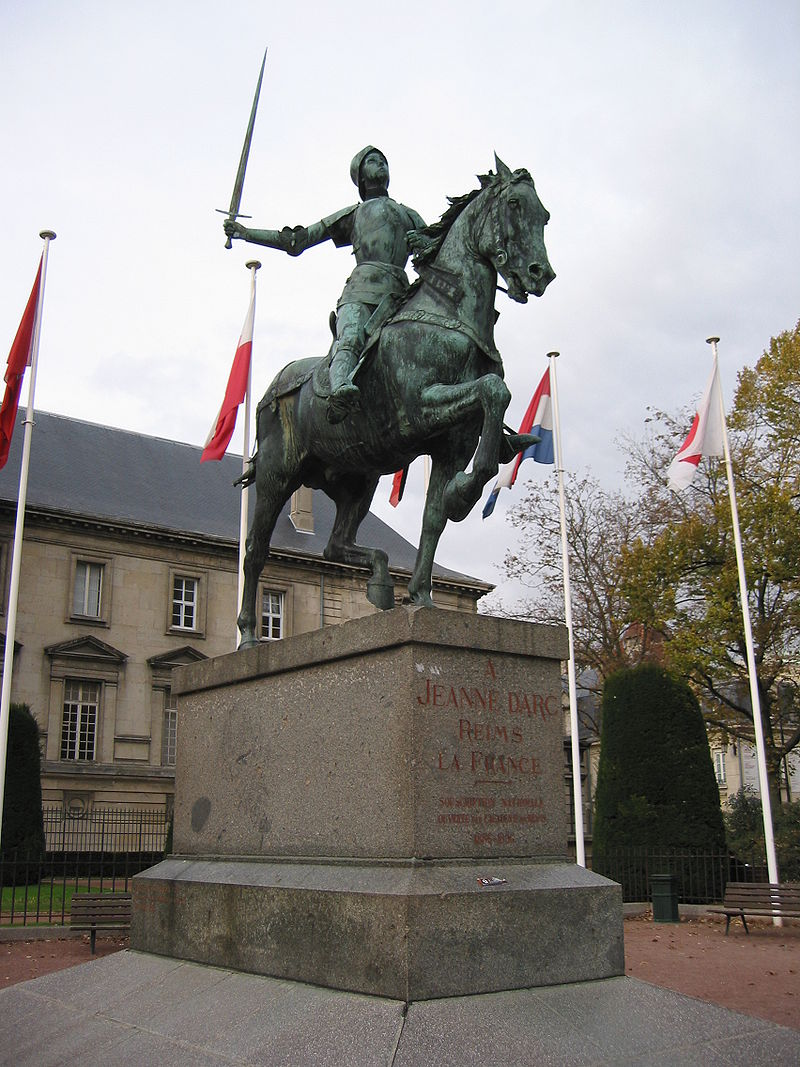 A
JEANNE D'ARC
REIMS
LA FRANCE
SOUSCRIPTION NATIONALE